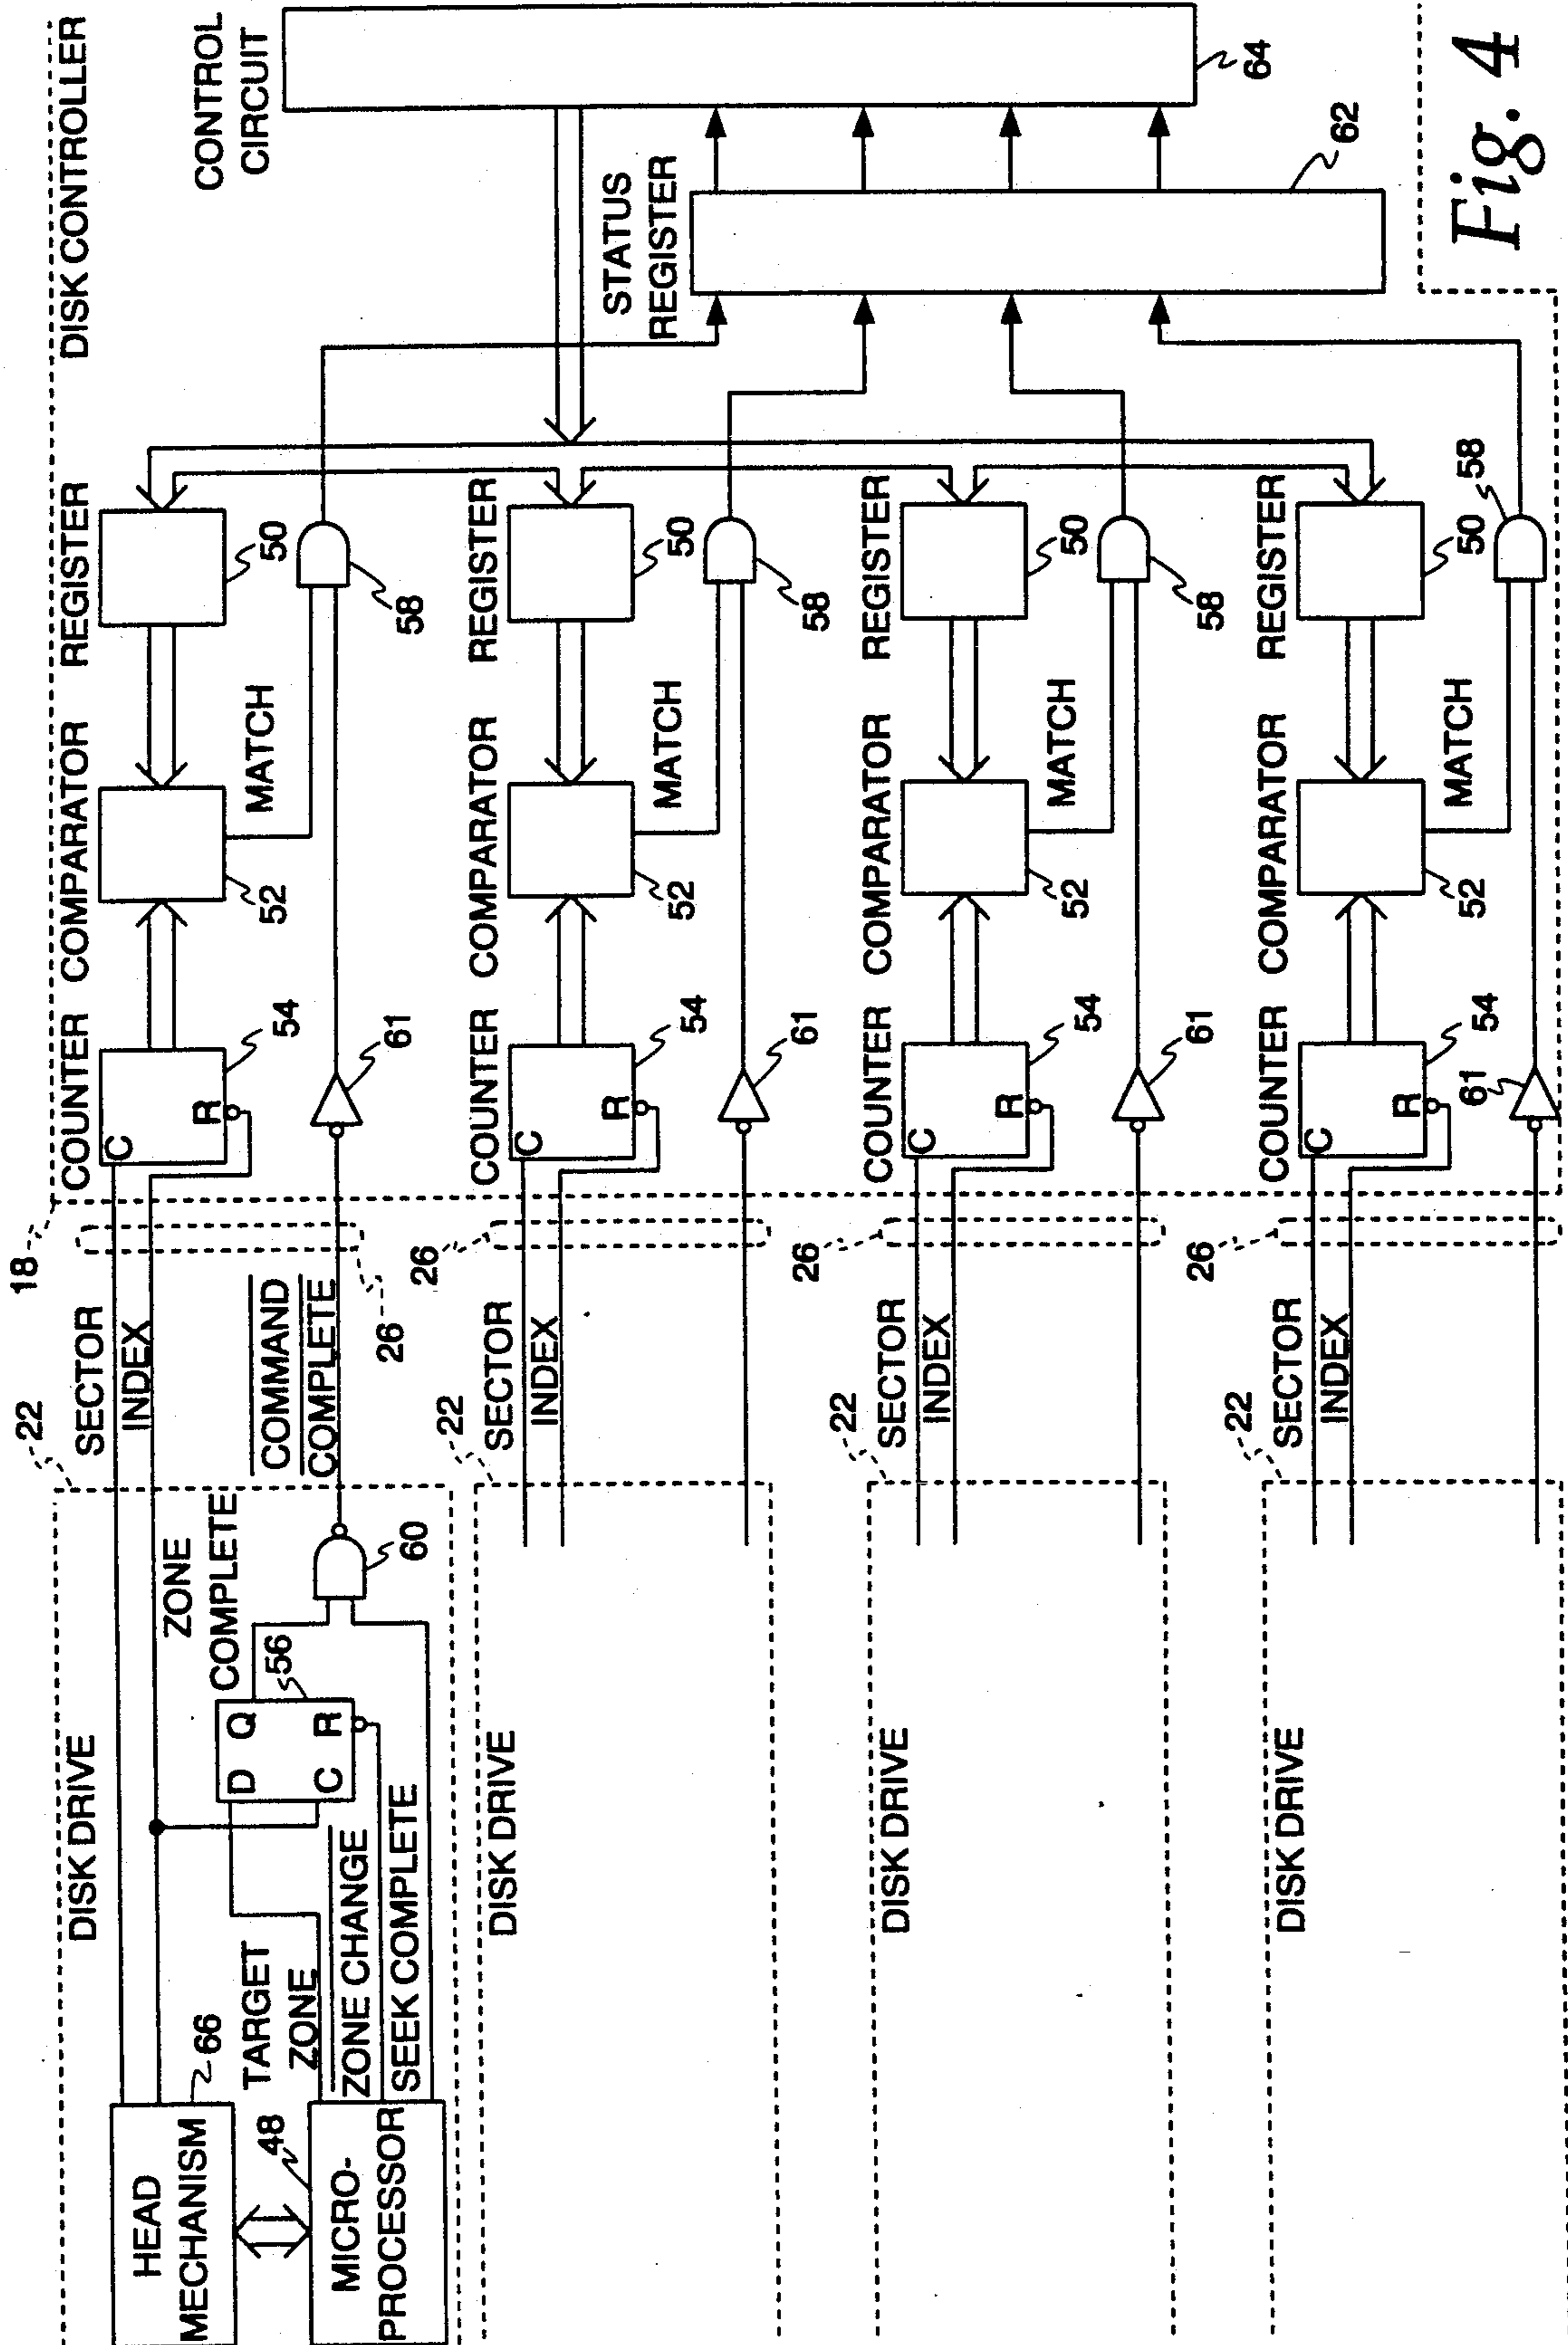 DISK CONTROLLER
CONTROL
CIRCUIT
64
STATUS
REGISTER
62
Fig. 4
18
22
DISK DRIVE
HEAD
MECHANISM
66
48
MICRO-
PROCESSOR
TARGET
ZONE
ZONE CHANGE
SEEK COMPLETE
D Q
C R
56
ZONE
COMPLETE
60
SECTOR
INDEX
COMMAND
COMPLETE
26
COUNTER COMPARATOR REGISTER
C
R
54
52
50
MATCH
61
58
DISK DRIVE
22
SECTOR
INDEX
26
COUNTER COMPARATOR REGISTER
C
R
54
52
50
MATCH
61
58
DISK DRIVE
22
SECTOR
INDEX
26
COUNTER COMPARATOR REGISTER
C
R
54
52
50
MATCH
61
58
DISK DRIVE
22
SECTOR
INDEX
26
COUNTER COMPARATOR REGISTER
C
R
54
52
50
MATCH
61
58